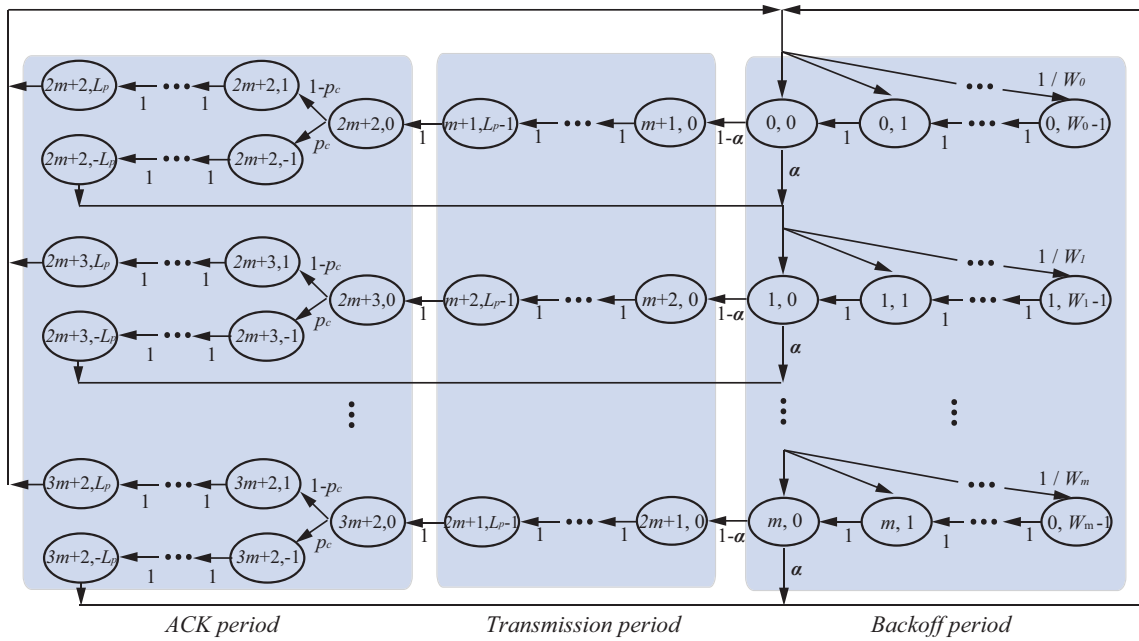 2m+2,Lp ••• 2m+2,1 1-pc 1 1
2m+2,0 1 m+1,Lp-1 1 ••• 1 m+1, 0 1-α 0, 0 1 0, 1 1 ••• 1 0, W0-1 ••• 1 / W0
2m+2,-Lp ••• 2m+2,-1 pc 1 1
α
2m+3,Lp ••• 2m+3,1 1-pc 1 1
2m+3,0 1 m+2,Lp-1 1 ••• 1 m+2, 0 1-α 1, 0 1 1, 1 1 ••• 1 1, W1-1 ••• 1 / W1
2m+3,-Lp ••• 2m+3,-1 pc 1 1
α
3m+2,Lp ••• 3m+2,1 1-pc 1 1
3m+2,0 1 2m+1,Lp-1 1 ••• 1 2m+1, 0 1-α m, 0 1 m, 1 1 ••• 1 0, Wm-1 ••• 1 / Wm
3m+2,-Lp ••• 3m+2,-1 pc 1 1
α
ACK period Transmission period Backoff period